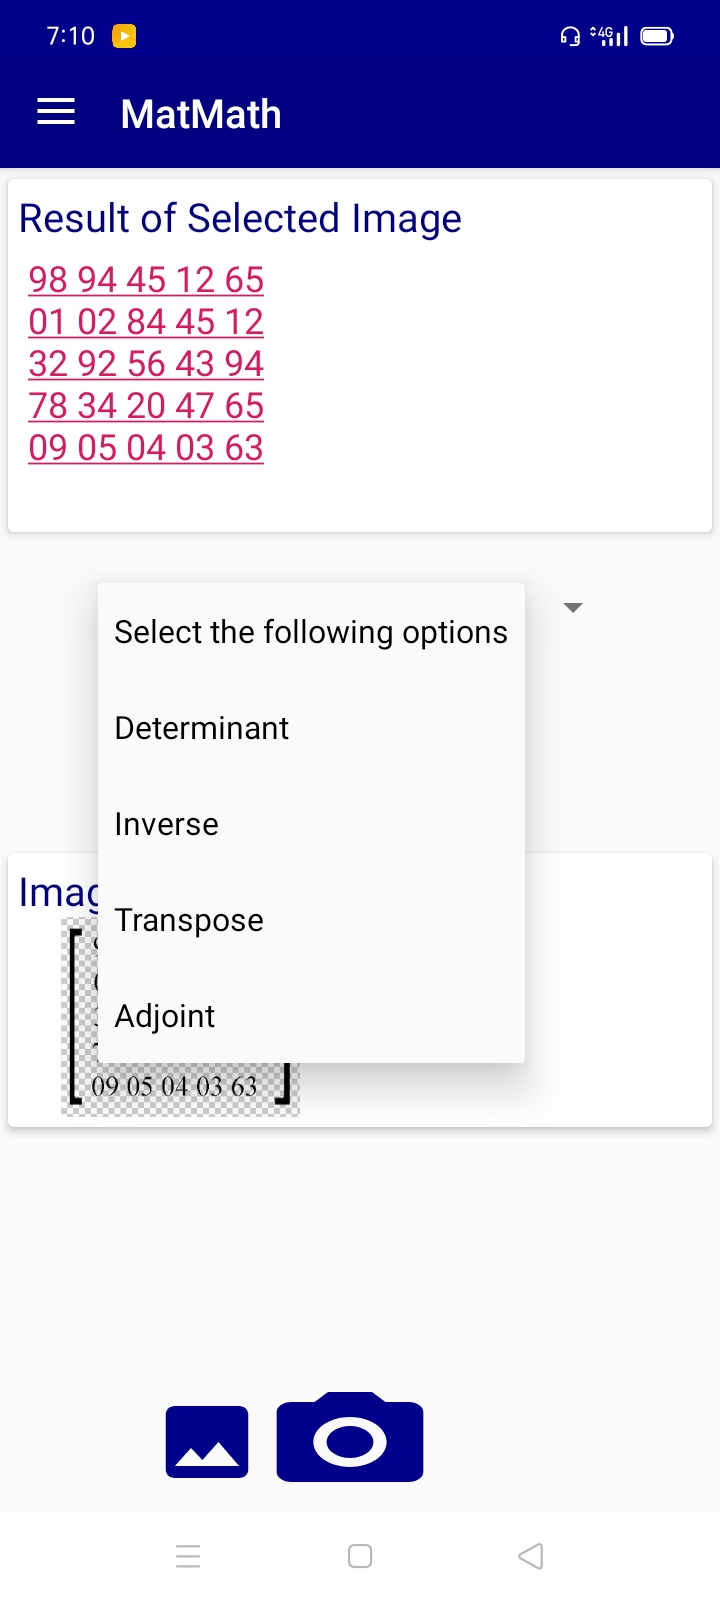 7:10
4G
MatMath
Result of Selected Image
98 94 45 12 65
01 02 84 45 12
32 92 56 43 94
78 34 20 47 65
09 05 04 03 63
Select the following options
Determinant
Inverse
Transpose
Adjoint
09 05 04 03 63